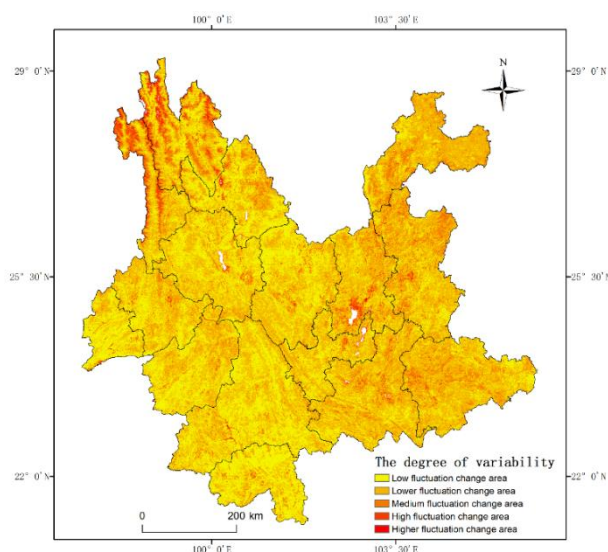 100° 0′E 103°30′E
N
29° 0′N 29° 0′N
25°30′N 25°30′N
22° 0′N 22° 0′N
The degree of variability
Low fluctuation change area
Lower fluctuation change area
Medium fluctuation change area
High fluctuation change area
Higher fluctuation change area
0 200 km
100° 0′E 103°30′E